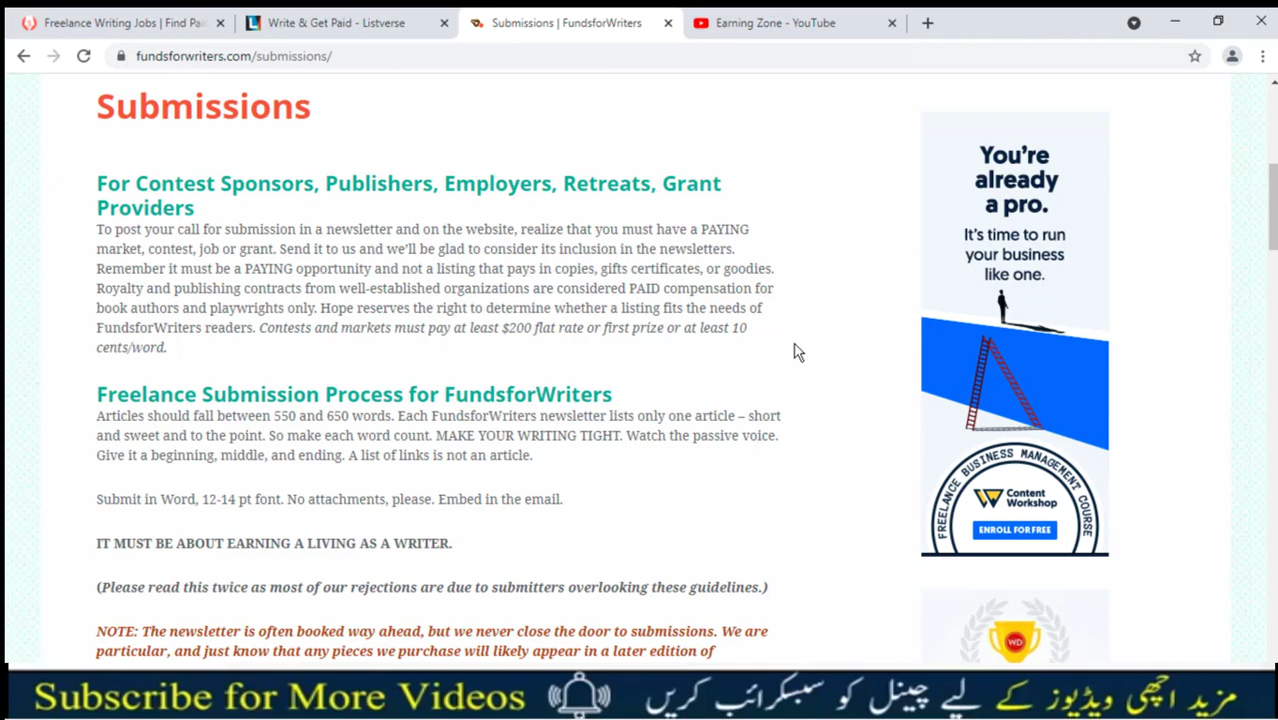 Freelance Writing Jobs | Find Pai
Write & Get Paid - Listverse
Submissions | FundsforWriters
Earning Zone - YouTube
fundsforwriters.com/submissions/
Submissions
For Contest Sponsors, Publishers, Employers, Retreats, Grant
Providers
To post your call for submission in a newsletter and on the website, realize that you must have a PAYING
market, contest, job or grant. Send it to us and we'll be glad to consider its inclusion in the newsletters.
Remember it must be a PAYING opportunity and not a listing that pays in copies, gifts certificates, or goodies.
Royalty and publishing contracts from well-established organizations are considered PAID compensation for
book authors and playwrights only. Hope reserves the right to determine whether a listing fits the needs of
FundsforWriters readers. Contests and markets must pay at least $200 flat rate or first prize or at least 10
cents/word.
Freelance Submission Process for FundsforWriters
Articles should fall between 550 and 650 words. Each FundsforWriters newsletter lists only one article – short
and sweet and to the point. So make each word count. MAKE YOUR WRITING TIGHT. Watch the passive voice.
Give it a beginning, middle, and ending. A list of links is not an article.
Submit in Word, 12-14 pt font. No attachments, please. Embed in the email.
IT MUST BE ABOUT EARNING A LIVING AS A WRITER.
(Please read this twice as most of our rejections are due to submitters overlooking these guidelines.)
NOTE: The newsletter is often booked way ahead, but we never close the door to submissions. We are
particular, and just know that any pieces we purchase will likely appear in a later edition of
You're
already
a pro.
It's time to run
your business
like one.
FREELANCE BUSINESS MANAGEMENT COURSE
Content
Workshop
ENROLL FOR FREE
WD
Subscribe for More Videos
مزید اچھی ویڈیوز کے لیے چینل کو سبسکرائب کریں